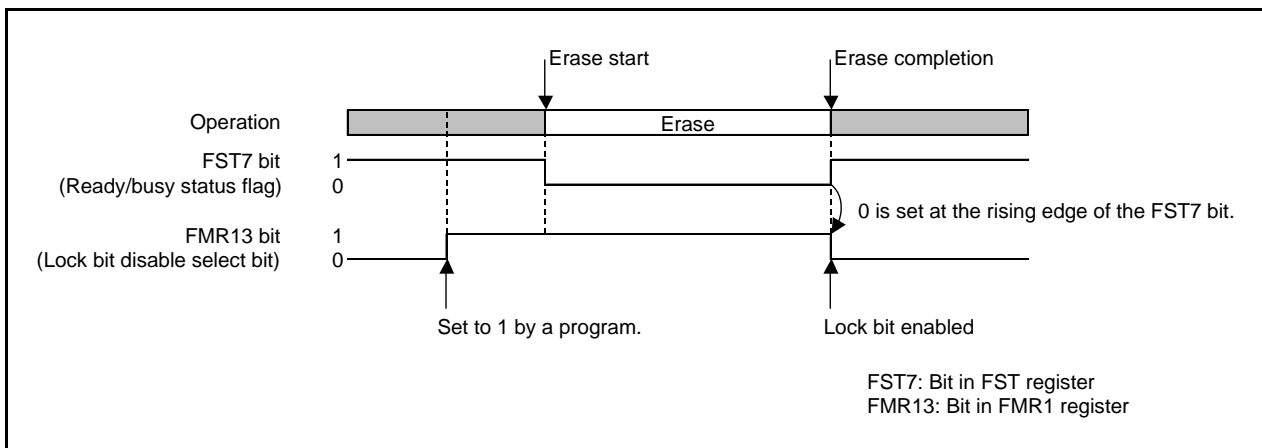 Erase start
Erase completion
Operation
Erase
FST7 bit
(Ready/busy status flag)
1
0
0 is set at the rising edge of the FST7 bit.
FMR13 bit
(Lock bit disable select bit)
1
0
Set to 1 by a program.
Lock bit enabled
FST7: Bit in FST register
FMR13: Bit in FMR1 register